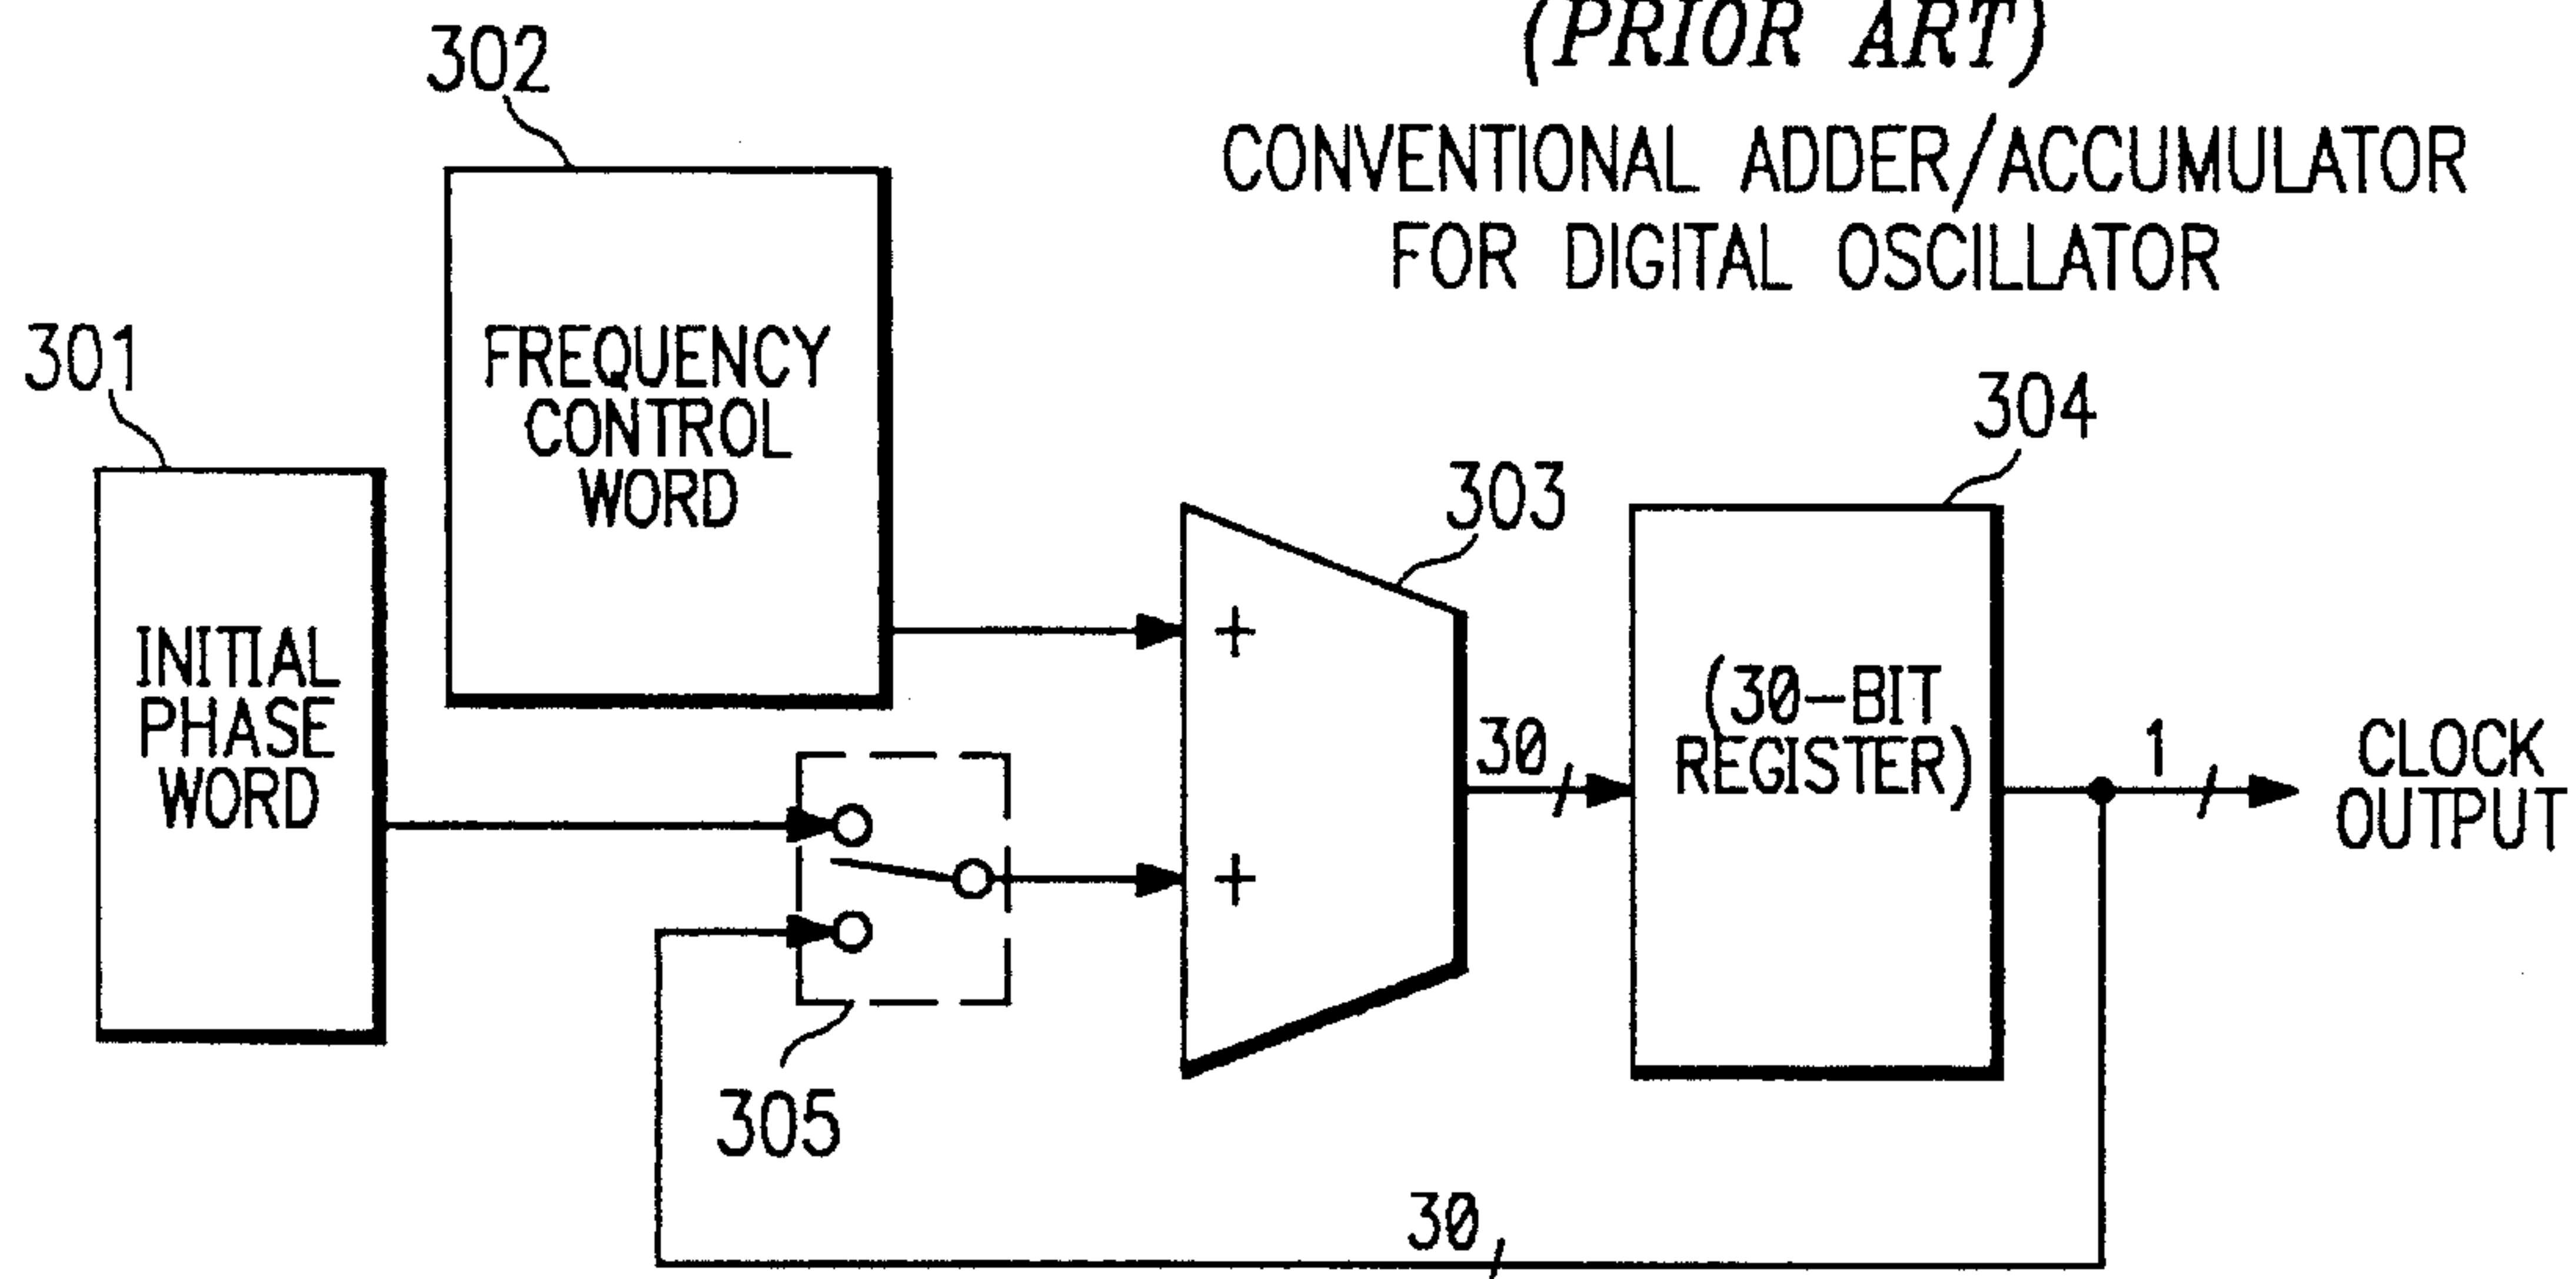 (PRIOR ART)
CONVENTIONAL ADDER/ACCUMULATOR
FOR DIGITAL OSCILLATOR
302
FREQUENCY
CONTROL
WORD
301
INITIAL
PHASE
WORD
303
+
+
304
30
(30-BIT
REGISTER)
1
CLOCK
OUTPUT
305
30